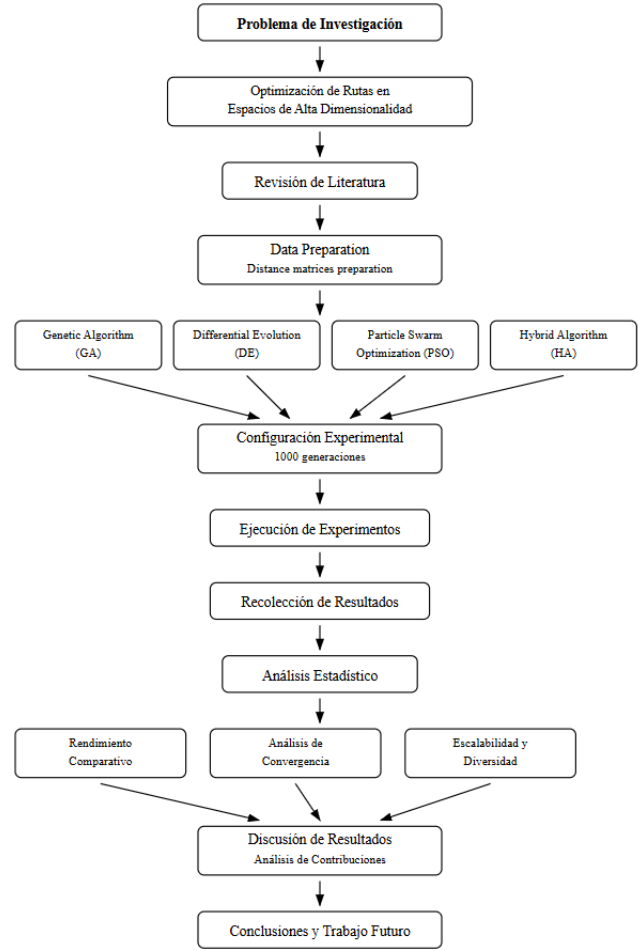 Problema de Investigación
Optimización de Rutas en
Espacios de Alta Dimensionalidad
Revisión de Literatura
Data Preparation
Distance matrices preparation
Genetic Algorithm
(GA)
Differential Evolution
(DE)
Particle Swarm
Optimization (PSO)
Hybrid Algorithm
(HA)
Configuración Experimental
1000 generaciones
Ejecución de Experimentos
Recolección de Resultados
Análisis Estadístico
Rendimiento
Comparativo
Análisis de
Convergencia
Escalabilidad y
Diversidad
Discusión de Resultados
Análisis de Contribuciones
Conclusiones y Trabajo Futuro